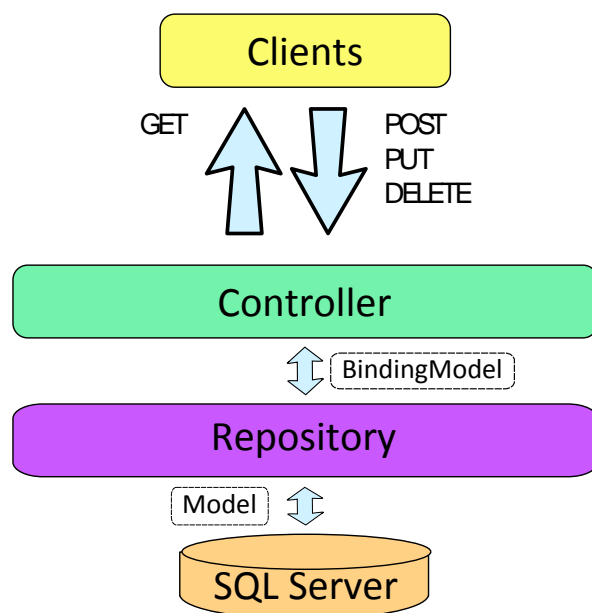 Clients
GET
POST
PUT
DELETE
Controller
BindingModel
Repository
Model
SQL Server